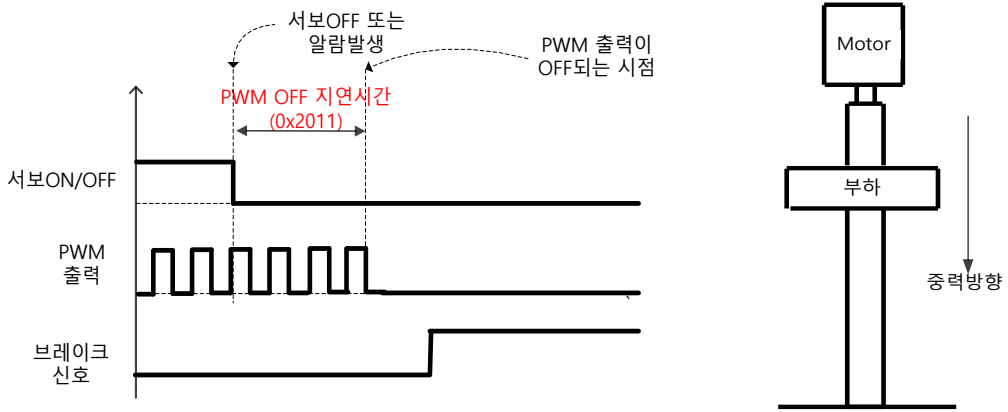 서보OFF 또는
알람발생
PWM 출력이
OFF되는 시점
PWM OFF 지연시간
(0x2011)
서보ON/OFF
PWM
출력
브레이크
신호
Motor
부하
중력방향